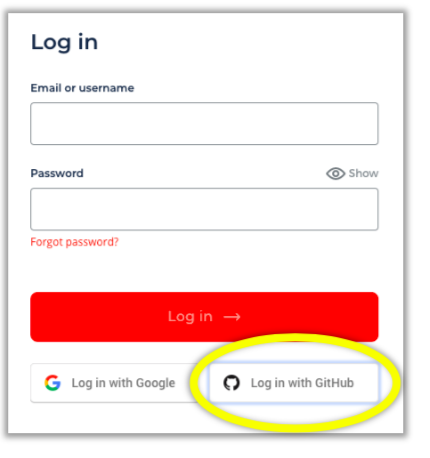 Log in
Email or username
Password Show
Forgot password?
Log in →
Log in with Google Log in with GitHub